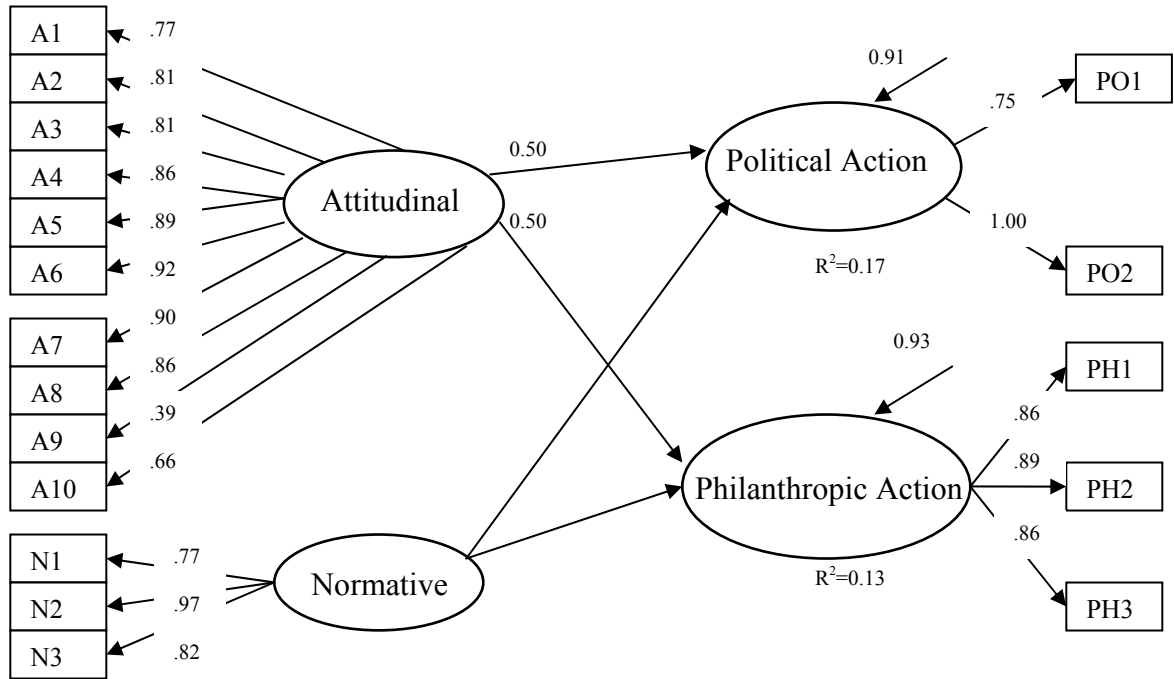 A1
.77
A2
.81
A3
.81
A4
.86
A5
.89
A6
.92
A7
.90
A8
.86
A9
.39
A10
.66
N1
.77
N2
.97
N3
.82
Attitudinal
Normative
0.50
0.50
0.91
Political Action
R²=0.17
.75
PO1
1.00
PO2
0.93
Philanthropic Action
R²=0.13
PH1
.86
.89
PH2
.86
PH3